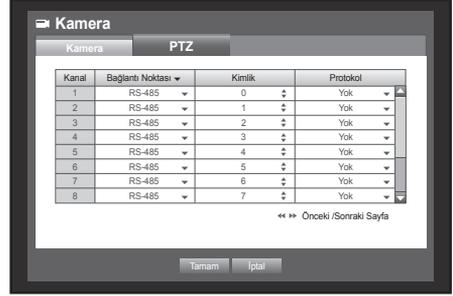 Kamera
Kamera PTZ
Kanal Bağlantı Noktası Kimlik Protokol
1 RS-485 0 Yok
2 RS-485 1 Yok
3 RS-485 2 Yok
4 RS-485 3 Yok
5 RS-485 4 Yok
6 RS-485 5 Yok
7 RS-485 6 Yok
8 RS-485 7 Yok
Önceki /Sonraki Sayfa
Tamam İptal